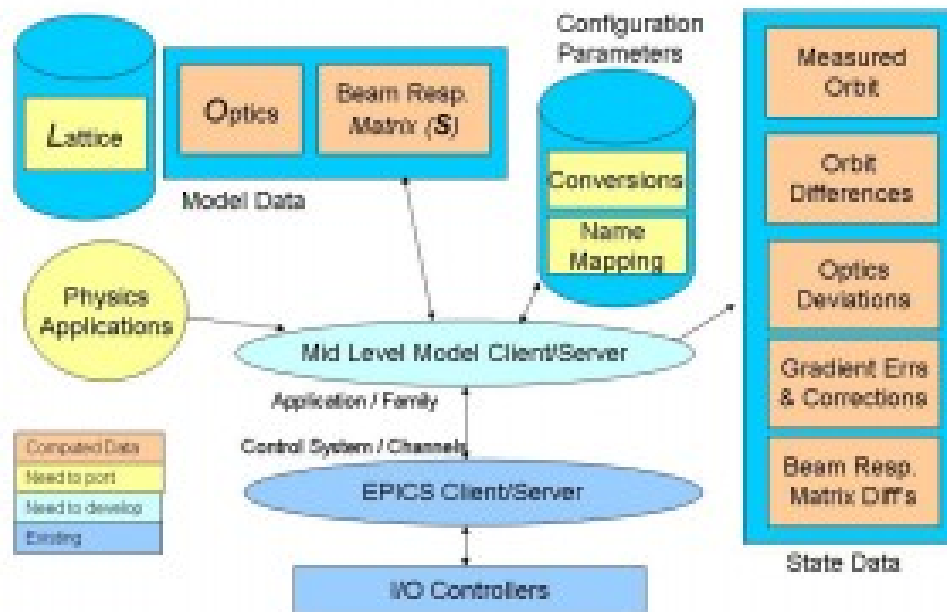 Configuration
Parameters
Lattice
Optics
Beam Resp.
Matrix (S)
Model Data
Conversions
Name
Mapping
Measured
Orbit
Orbit
Differences
Optics
Deviations
Gradient Errs
& Corrections
Beam Resp.
Matrix Diff's
State Data
Physics
Applications
Mid Level Model Client/Server
Application / Family
Control System / Channels
EPICS Client/Server
I/O Controllers
Computed Data
Need to port
Need to develop
Existing